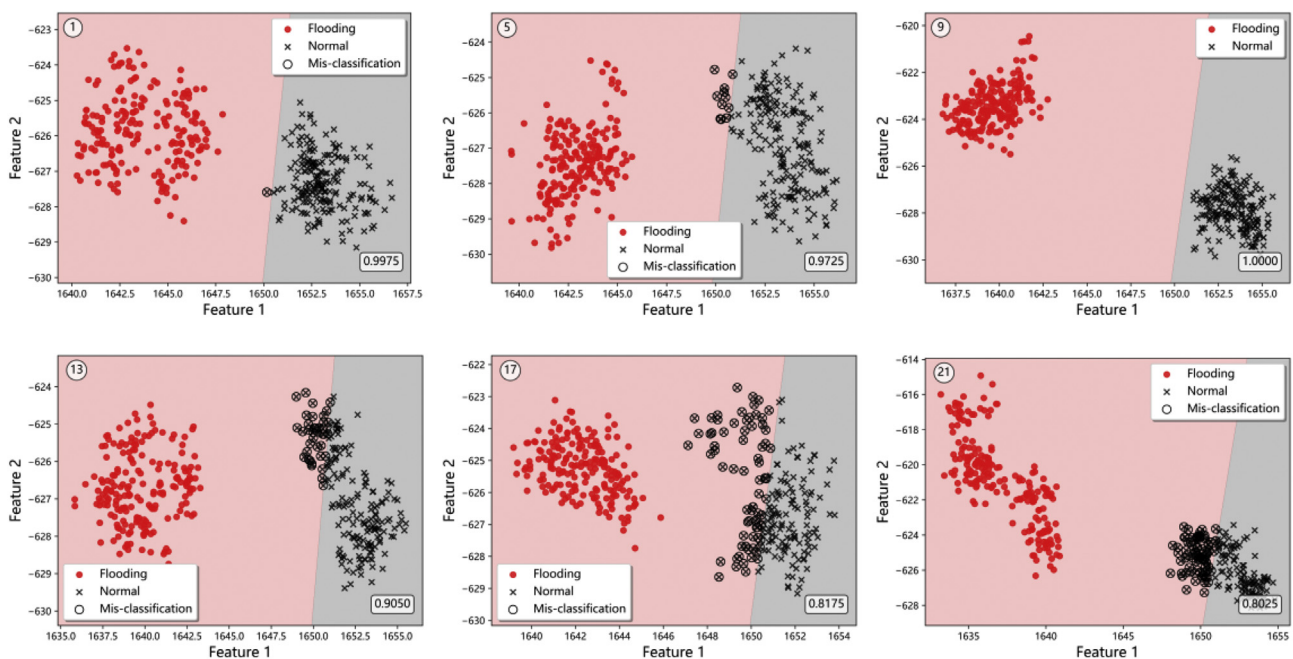 1
−623
−624
−625
−626
−627
−628
−629
−630
Feature 2
Flooding
Normal
Mis-classification
0.9975
1640.0 1642.5 1645.0 1647.5 1650.0 1652.5 1655.0 1657.5
Feature 1
5
−624
−625
−626
−627
−628
−629
−630
Feature 2
Flooding
Normal
Mis-classification
0.9725
1640.0 1642.5 1645.0 1647.5 1650.0 1652.5 1655.0
Feature 1
9
−620
−622
−624
−626
−628
−630
Feature 2
Flooding
Normal
1.0000
1637.5 1640.0 1642.5 1645.0 1647.5 1650.0 1652.5 1655.0
Feature 1
13
−624
−625
−626
−627
−628
−629
−630
Feature 2
Flooding
Normal
Mis-classification
0.9050
1635.0 1637.5 1640.0 1642.5 1645.0 1647.5 1650.0 1652.5 1655.0
Feature 1
17
−622
−623
−624
−625
−626
−627
−628
−629
−630
Feature 2
Flooding
Normal
Mis-classification
0.8175
1640 1642 1644 1646 1648 1650 1652 1654
Feature 1
21
−614
−616
−618
−620
−622
−624
−626
−628
Feature 2
Flooding
Normal
Mis-classification
0.8025
1635 1640 1645 1650 1655
Feature 1